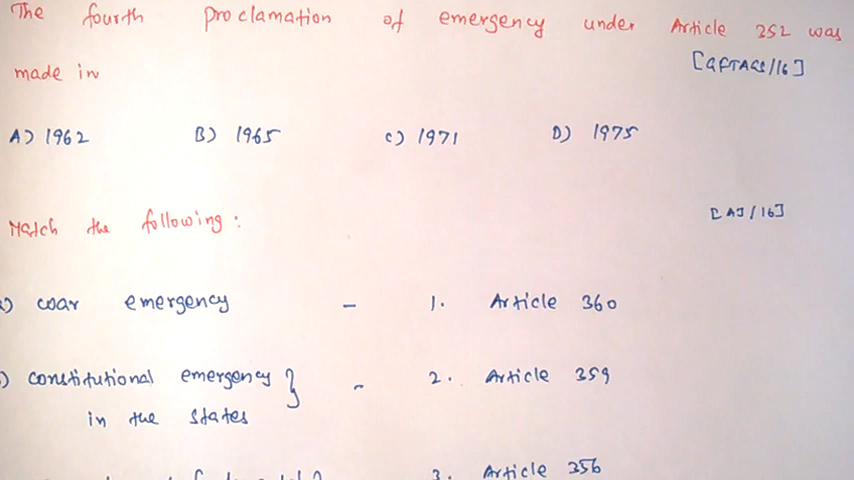 The fourth proclamation of emergency under Article 352 was
made in [GFTACS/16]
A) 1962 B) 1965 C) 1971 D) 1975
Match the following: [AJ/16]
coar emergency - 1. Article 360
) constitutional emergency } - 2. Article 359
in the states
3. Article 356